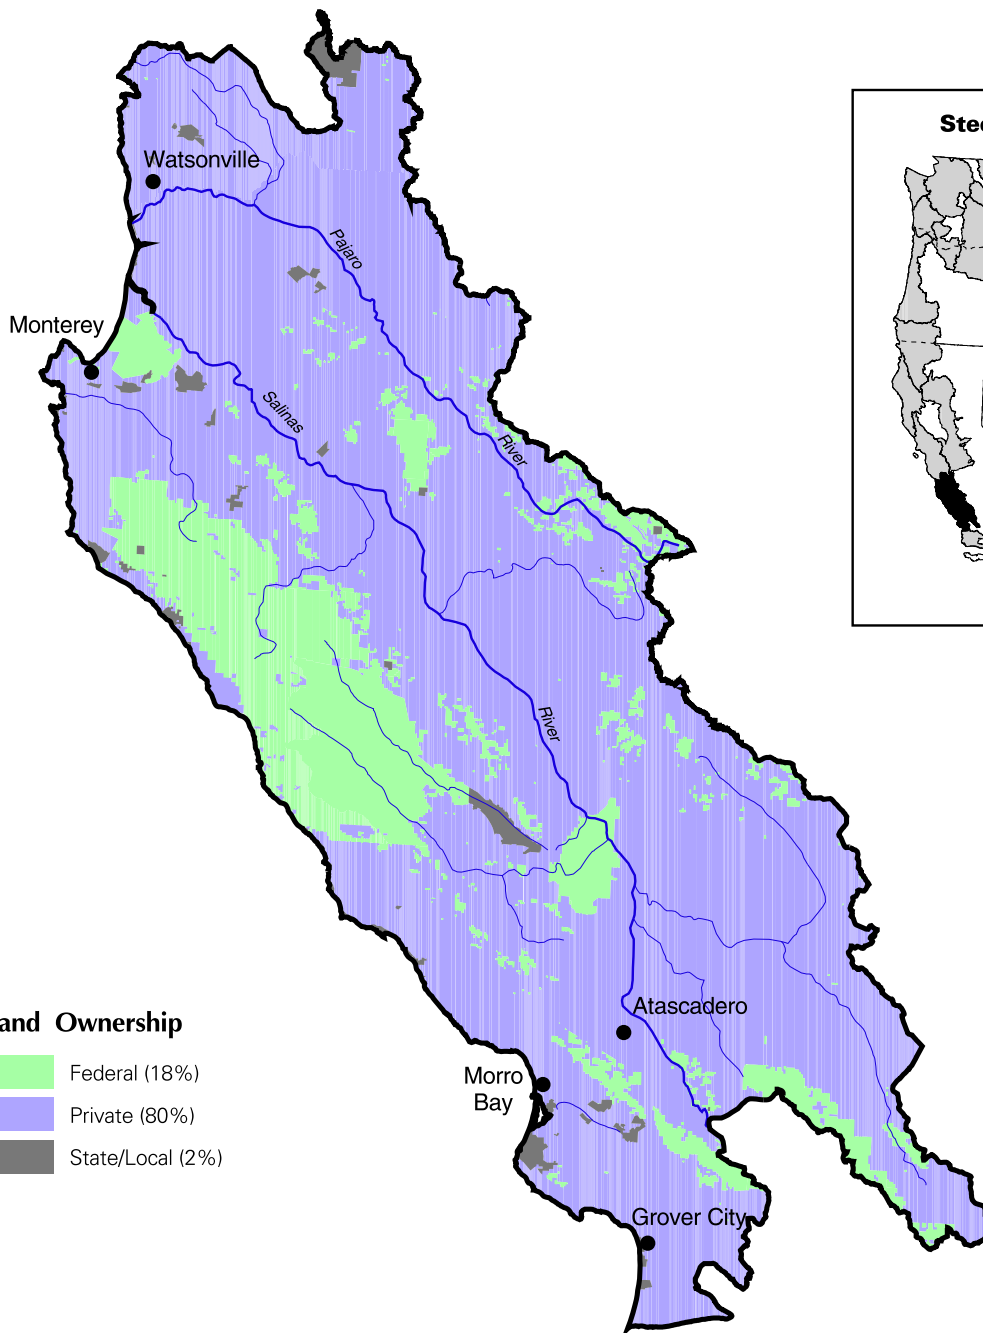 Watsonville
Pajaro
Monterey
Salinas
River
River
Atascadero
Morro
Bay
Grover City
and Ownership
Federal (18%)
Private (80%)
State/Local (2%)